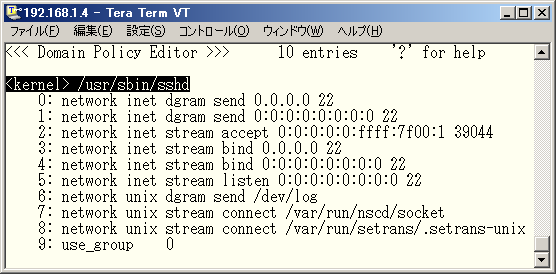 192.168.1.4 - Tera Term VT
ファイル(F) 編集(E) 設定(S) コントロール(O) ウィンドウ(W) ヘルプ(H)
<<< Domain Policy Editor >>>      10 entries    '?' for help
<kernel> /usr/sbin/sshd
0: network inet dgram send 0.0.0.0 22
1: network inet dgram send 0:0:0:0:0:0:0:0 22
2: network inet stream accept 0:0:0:0:0:ffff:7f00:1 39044
3: network inet stream bind 0.0.0.0 22
4: network inet stream bind 0:0:0:0:0:0:0:0 22
5: network inet stream listen 0:0:0:0:0:0:0:0 22
6: network unix dgram send /dev/log
7: network unix stream connect /var/run/nscd/socket
8: network unix stream connect /var/run/setrans/.setrans-unix
9: use_group    0